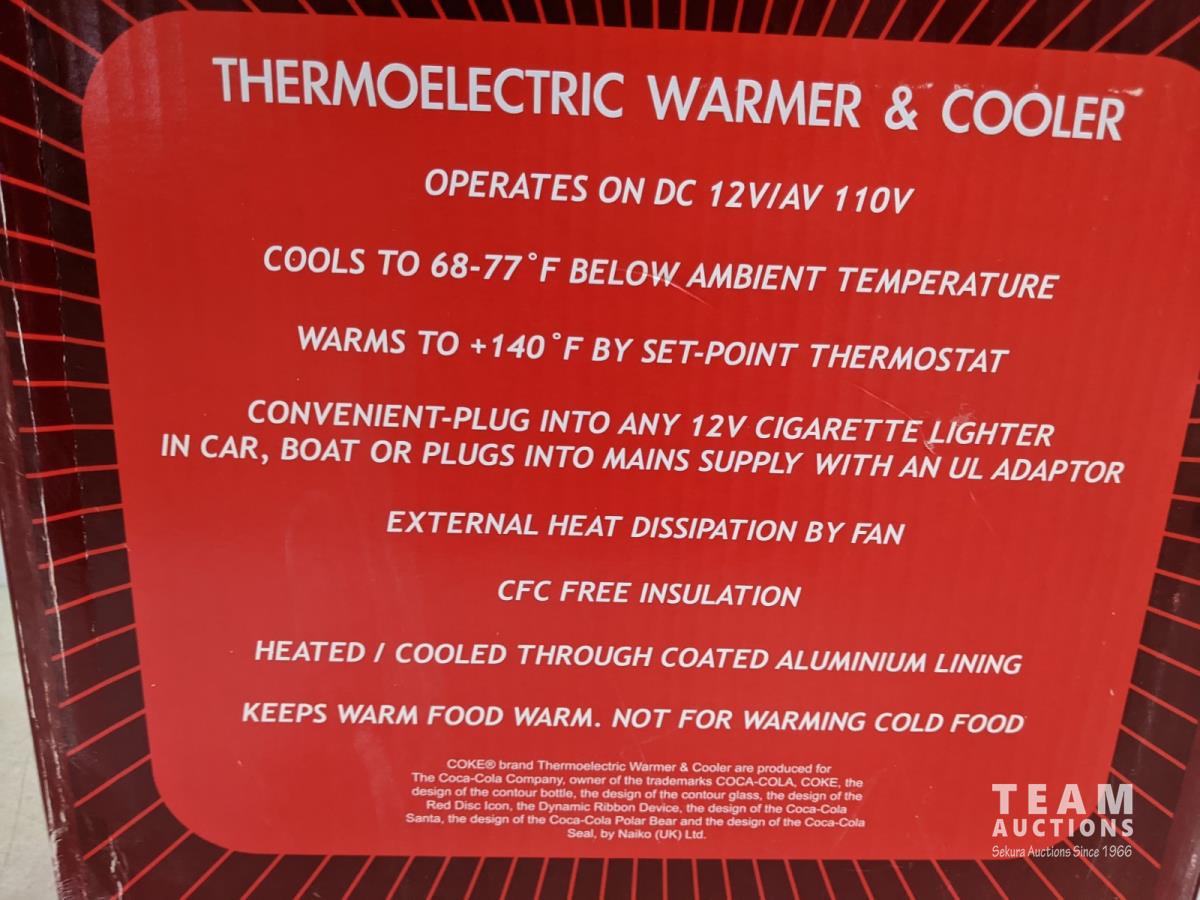 THERMOELECTRIC WARMER & COOLER
OPERATES ON DC 12V/AV 110V
COOLS TO 68-77°F BELOW AMBIENT TEMPERATURE
WARMS TO +140°F BY SET-POINT THERMOSTAT
CONVENIENT-PLUG INTO ANY 12V CIGARETTE LIGHTER
IN CAR, BOAT OR PLUGS INTO MAINS SUPPLY WITH AN UL ADAPTOR
EXTERNAL HEAT DISSIPATION BY FAN
CFC FREE INSULATION
HEATED / COOLED THROUGH COATED ALUMINIUM LINING
KEEPS WARM FOOD WARM. NOT FOR WARMING COLD FOOD
COKE® brand Thermoelectric Warmer & Cooler are produced for
The Coca-Cola Company, owner of the trademarks COCA-COLA, COKE, the
design of the contour bottle, the design of the contour glass, the design of the
Red Disc Icon, the Dynamic Ribbon Device, the design of the Coca-Cola
Santa, the design of the Coca-Cola Polar Bear and the design of the Coca-Cola
Seal, by Naiko (UK) Ltd.
TEAM
AUCTIONS
Sekura Auctions Since 1966